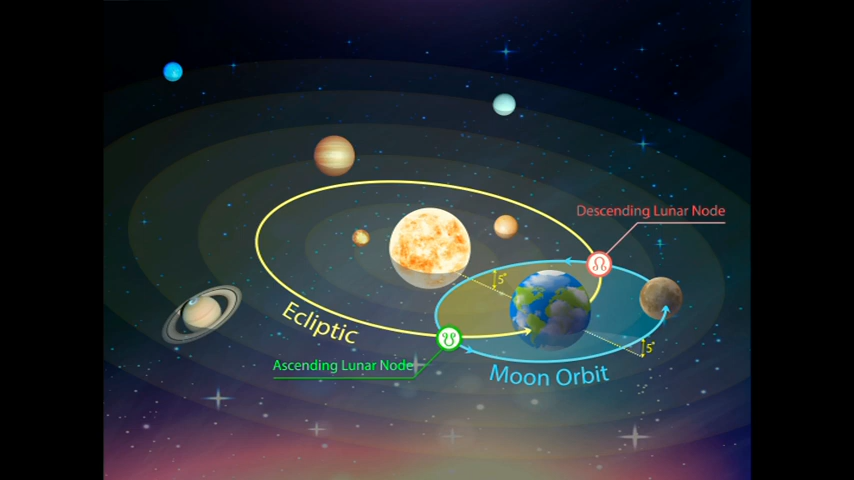 Descending Lunar Node
☊
5°
Ecliptic
☋
5°
Ascending Lunar Node
Moon Orbit